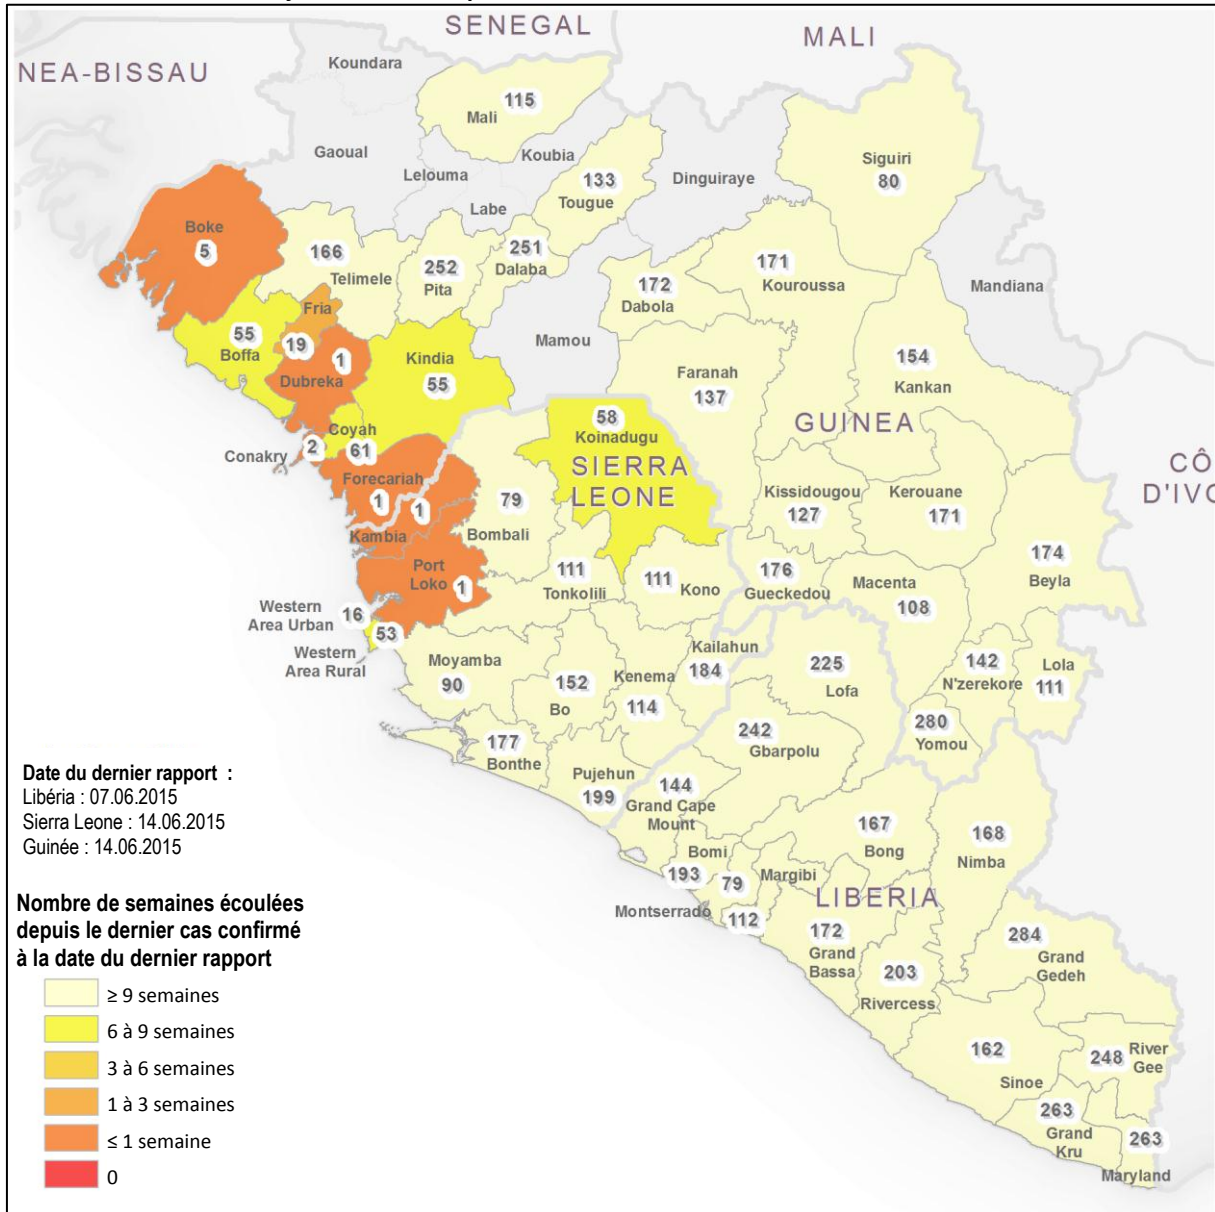 SENEGAL
MALI
NEA-BISSAU
Koundara
115
Mali
Gaoual
Koubia
Lelouma
Labe
133
Tougue
Dinguiraye
Siguiri
80
Boke
5
166
Telimele
252
Pita
251
Dalaba
172
Dabola
171
Kouroussa
Mandiana
Fria
19
55
Boffa
1
Dubreka
Kindia
55
Mamou
Faranah
137
154
Kankan
GUINEA
Coyah
61
Conakry
2
58
Koinadugu
SIERRA
LEONE
CÔ
D'IVO
Forecariah
1
1
Kambia
79
Bombali
Kissidougou
127
Kerouane
171
174
Beyla
Port
Loko
1
111
Tonkolili
111
Kono
176
Gueckedou
Macenta
108
Western
Area Urban
16
53
Western
Area Rural
Moyamba
90
152
Bo
Kenema
114
Kailahun
184
225
Lofa
142
N'zerekore
Lola
111
280
Yomou
177
Bonthe
Pujehun
199
242
Gbarpolu
144
Grand Cape
Mount
167
Bong
168
Nimba
Bomi
193
79
Margibi
Montserrado
112
LIBERIA
172
Grand
Bassa
203
Rivercess
284
Grand
Gedeh
162
Sinoe
248
River
Gee
263
Grand
Kru
263
Maryland
Date du dernier rapport :
Libéria : 07.06.2015
Sierra Leone : 14.06.2015
Guinée : 14.06.2015
Nombre de semaines écoulées
depuis le dernier cas confirmé
à la date du dernier rapport
≥ 9 semaines
6 à 9 semaines
3 à 6 semaines
1 à 3 semaines
≤ 1 semaine
0